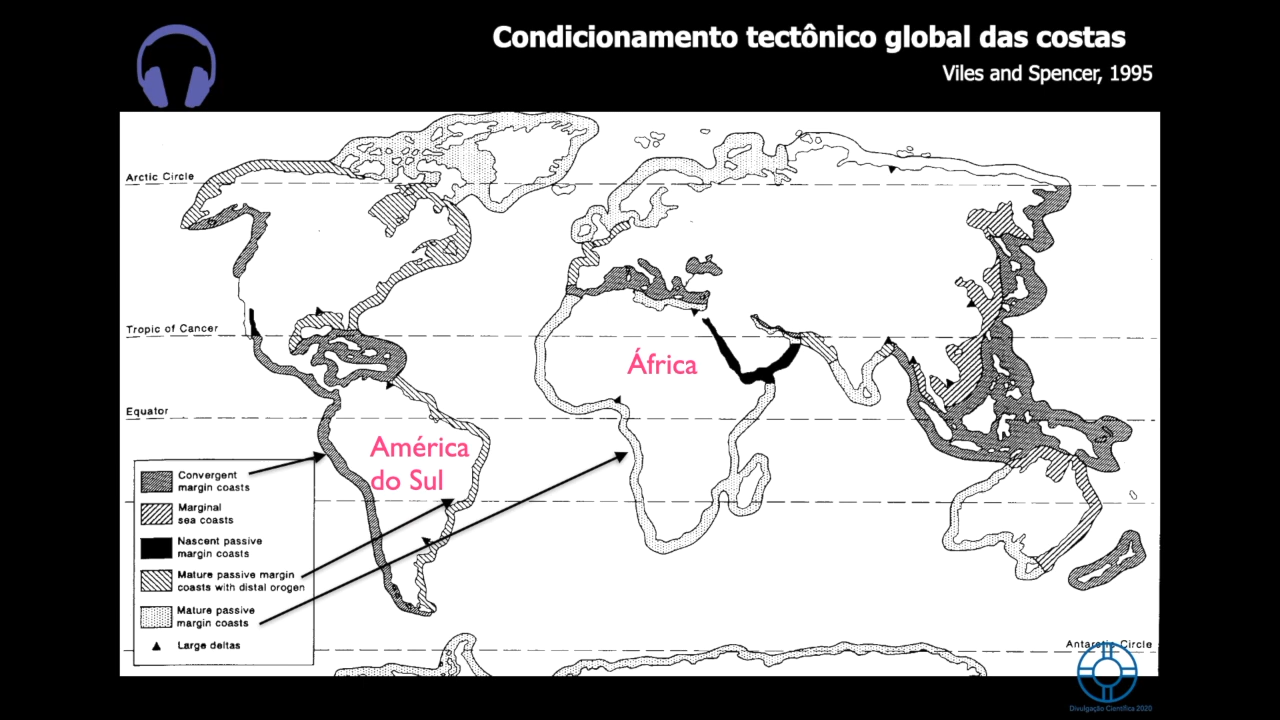 Condicionamento tectônico global das costas
Viles and Spencer, 1995
Arctic Circle
Tropic of Cancer
África
Equator
América
do Sul
Convergent
margin coasts
Marginal
sea coasts
Nascent passive
margin coasts
Mature passive margin
coasts with distal orogen
Mature passive
margin coasts
Large deltas
Antarctic Circle
Divulgação Científica 2020